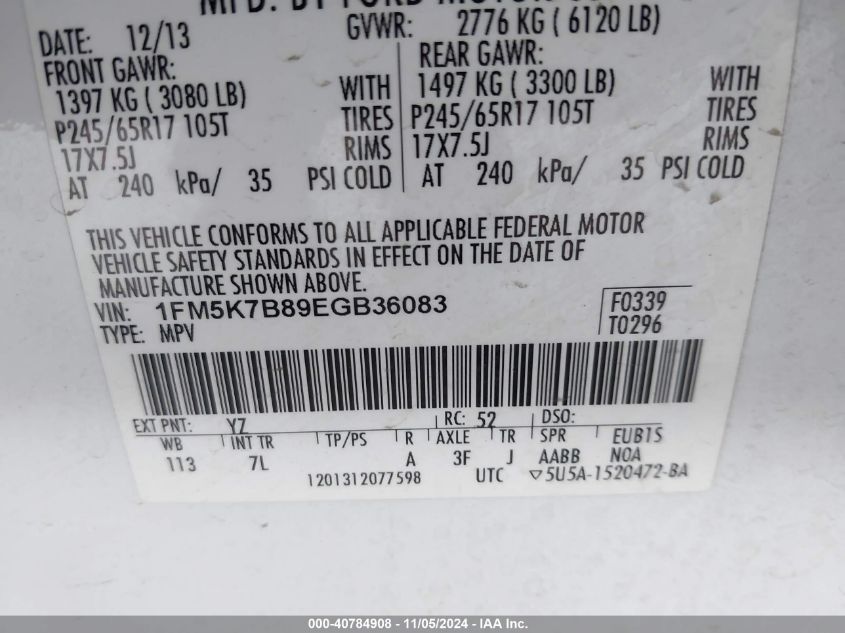 MFD. BY FORD MOTOR
DATE: 12/13 GVWR: 2776 KG ( 6120 LB)
FRONT GAWR: REAR GAWR:
1397 KG ( 3080 LB) WITH 1497 KG ( 3300 LB) WITH
P245/65R17 105T TIRES P245/65R17 105T TIRES
17X7.5J RIMS 17X7.5J RIMS
AT 240 kPa/ 35 PSI COLD AT 240 kPa/ 35 PSI COLD
THIS VEHICLE CONFORMS TO ALL APPLICABLE FEDERAL MOTOR
VEHICLE SAFETY STANDARDS IN EFFECT ON THE DATE OF
MANUFACTURE SHOWN ABOVE.
VIN: 1FM5K7B89EGB36083 F0339
TYPE: MPV T0296
EXT PNT: YZ RC: 52 DSO:
WB INT TR TP/PS R AXLE TR SPR EUB1S
113 7L A 3F J AABB NOA
1201312077598 UTC ▽5U5A-1520472-BA
000-40784908 - 11/05/2024 - IAA Inc.